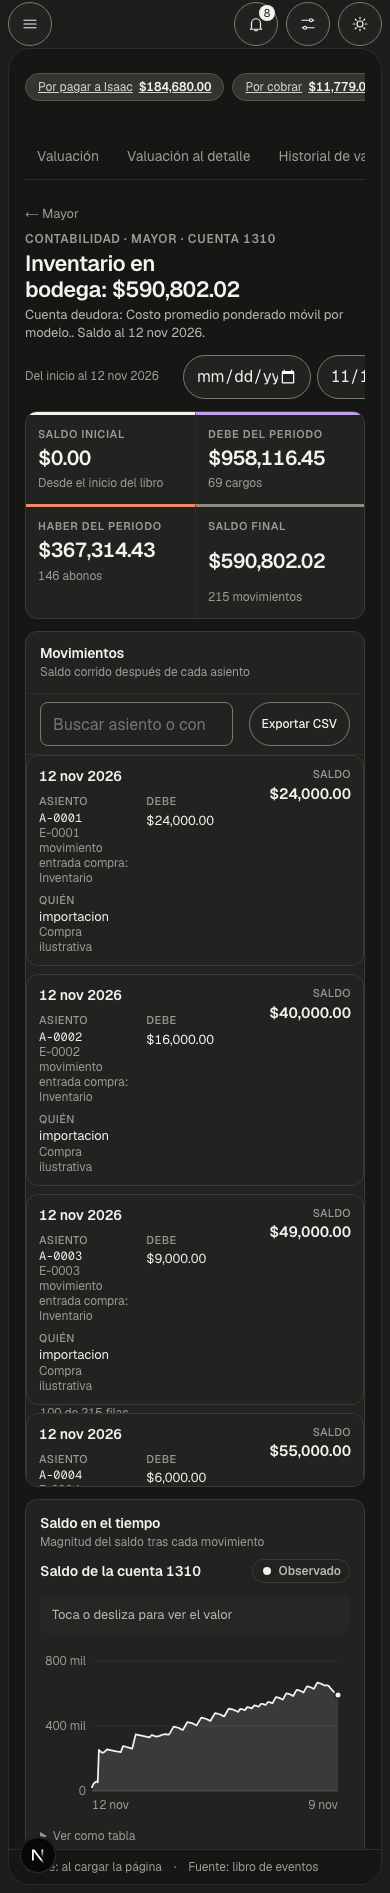 8
Por pagar a Isaac $184,680.00
Por cobrar $11,779.0
Valuación
Valuación al detalle
Historial de va
← Mayor
CONTABILIDAD · MAYOR · CUENTA 1310
Inventario en
bodega: $590,802.02
Cuenta deudora: Costo promedio ponderado móvil por
modelo.. Saldo al 12 nov 2026.
Del inicio al 12 nov 2026
mm/dd/yy
11/1
SALDO INICIAL
$0.00
Desde el inicio del libro
DEBE DEL PERIODO
$958,116.45
69 cargos
HABER DEL PERIODO
$367,314.43
146 abonos
SALDO FINAL
$590,802.02
215 movimientos
Movimientos
Saldo corrido después de cada asiento
Buscar asiento o con
Exportar CSV
12 nov 2026
SALDO
$24,000.00
ASIENTO
A-0001
E-0001
movimiento
entrada compra:
Inventario
DEBE
$24,000.00
QUIÉN
importacion
Compra
ilustrativa
12 nov 2026
SALDO
$40,000.00
ASIENTO
A-0002
E-0002
movimiento
entrada compra:
Inventario
DEBE
$16,000.00
QUIÉN
importacion
Compra
ilustrativa
12 nov 2026
SALDO
$49,000.00
ASIENTO
A-0003
E-0003
movimiento
entrada compra:
Inventario
DEBE
$9,000.00
QUIÉN
importacion
Compra
ilustrativa
100 de 215 filas
12 nov 2026
SALDO
$55,000.00
ASIENTO
A-0004
DEBE
$6,000.00
Saldo en el tiempo
Magnitud del saldo tras cada movimiento
Saldo de la cuenta 1310
Observado
Toca o desliza para ver el valor
800 mil
400 mil
0
12 nov
9 nov
▶ Ver como tabla
N
: al cargar la página · Fuente: libro de eventos